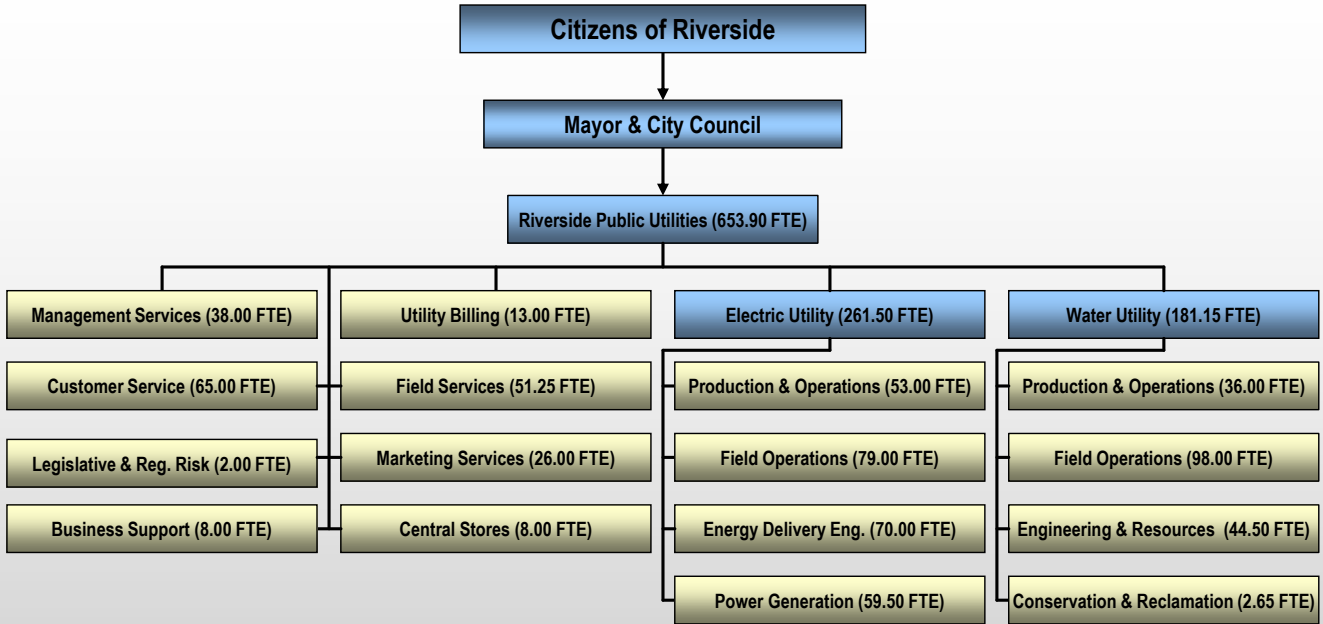 Citizens of Riverside
Mayor & City Council
Riverside Public Utilities (653.90 FTE)
Management Services (38.00 FTE)
Utility Billing (13.00 FTE)
Electric Utility (261.50 FTE)
Water Utility (181.15 FTE)
Customer Service (65.00 FTE)
Field Services (51.25 FTE)
Production & Operations (53.00 FTE)
Production & Operations (36.00 FTE)
Legislative & Reg. Risk (2.00 FTE)
Marketing Services (26.00 FTE)
Field Operations (79.00 FTE)
Field Operations (98.00 FTE)
Business Support (8.00 FTE)
Central Stores (8.00 FTE)
Energy Delivery Eng. (70.00 FTE)
Engineering & Resources (44.50 FTE)
Power Generation (59.50 FTE)
Conservation & Reclamation (2.65 FTE)